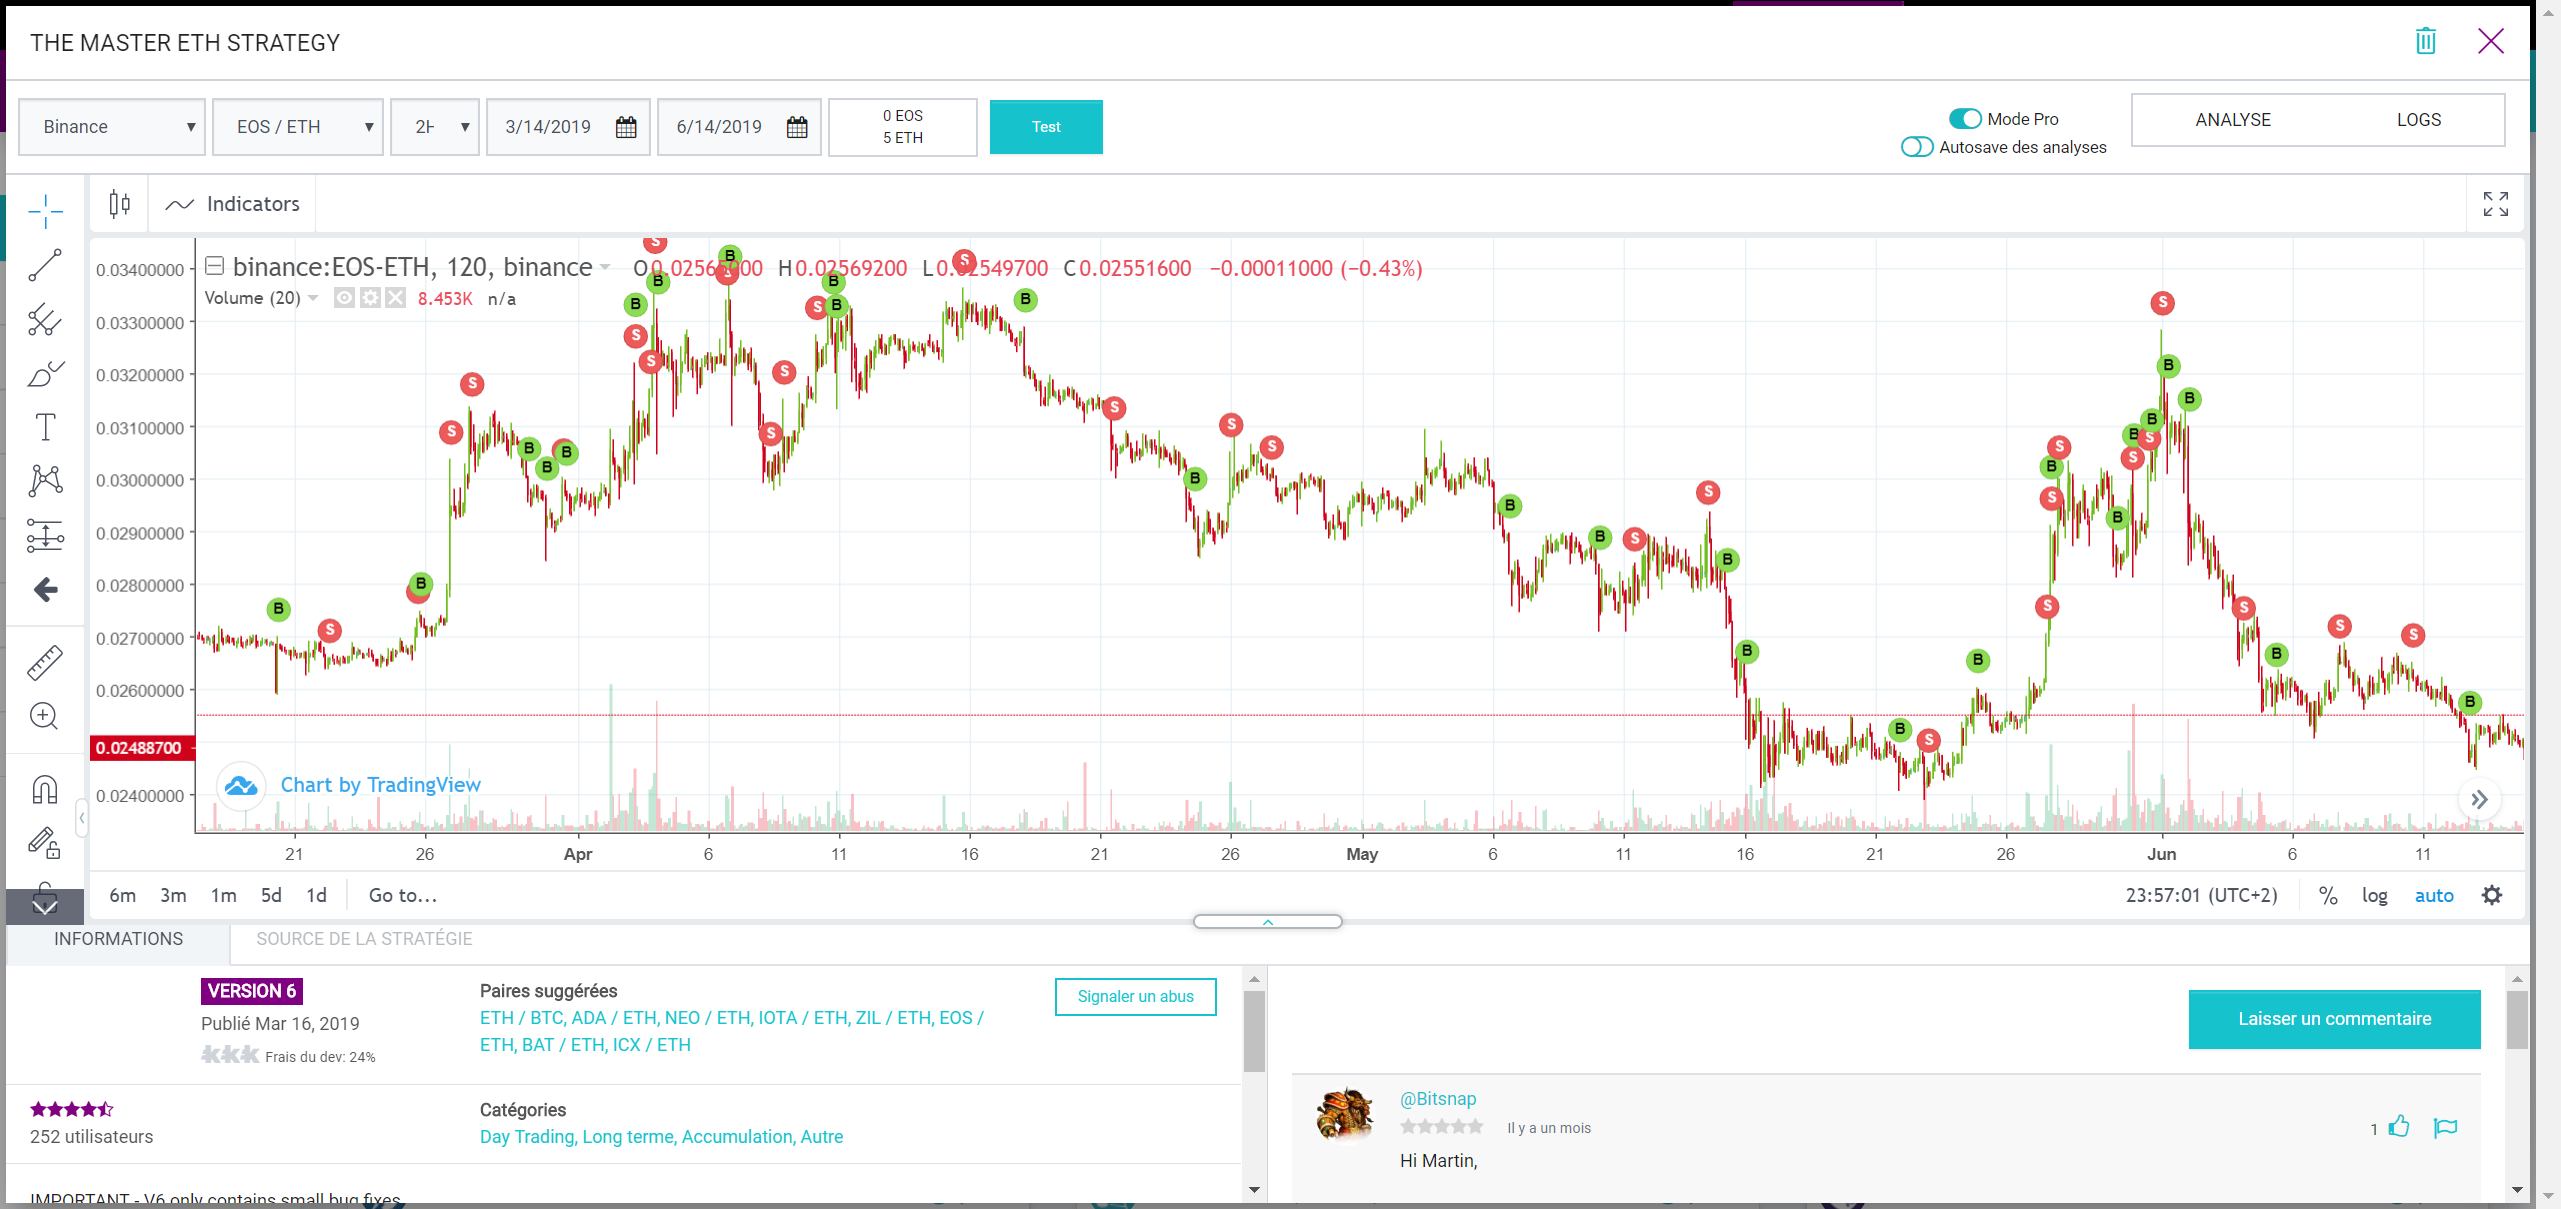 THE MASTER ETH STRATEGY
Binance
EOS / ETH
3/14/2019
6/14/2019
0 EOS
5 ETH
Test
Mode Pro
Autosave des analyses
ANALYSE
LOGS
Indicators
binance:EOS-ETH, 120, binance
H0.02569200
C0.02551600 −0.00011000 (−0.43%)
Volume (20) 8.453K n/a
0.03400000
0.03300000
0.03200000
0.03100000
0.03000000
0.02900000
0.02800000
0.02700000
0.02600000
0.02488700
0.02400000
Chart by TradingView
21 26 Apr 6 11 16 21 26 May 6 11 16 21 26 Jun 6 11
6m 3m 1m 5d 1d Go to...
23:57:01 (UTC+2) % log auto
INFORMATIONS
SOURCE DE LA STRATÉGIE
VERSION 6
Publié Mar 16, 2019
Frais du dev: 24%
Paires suggérées
ETH / BTC, ADA / ETH, NEO / ETH, IOTA / ETH, ZIL / ETH, EOS /
ETH, BAT / ETH, ICX / ETH
Signaler un abus
252 utilisateurs
Catégories
Day Trading, Long terme, Accumulation, Autre
IMPORTANT - V6 only contains small bug fixes
Laisser un commentaire
@Bitsnap
Il y a un mois
1
Hi Martin,